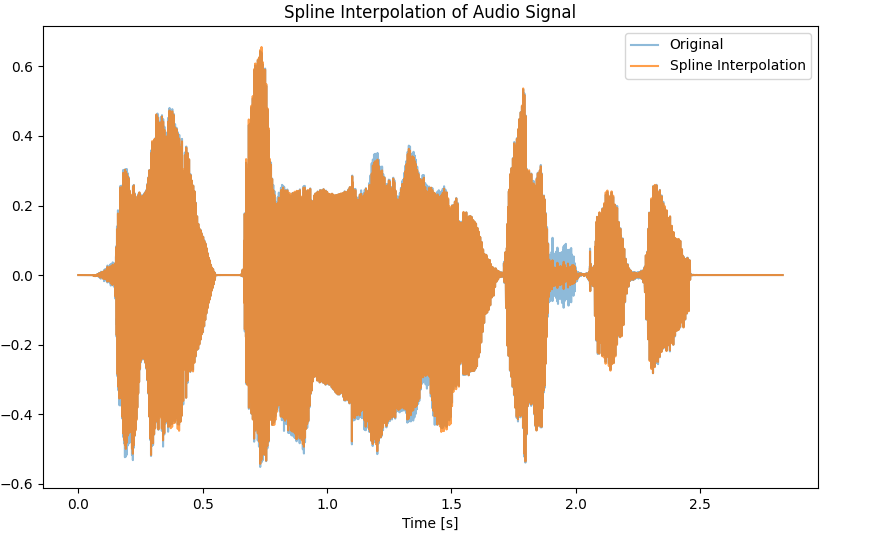 Spline Interpolation of Audio Signal
Original
Spline Interpolation
0.6
0.4
0.2
0.0
−0.2
−0.4
−0.6
0.0 0.5 1.0 1.5 2.0 2.5
Time [s]